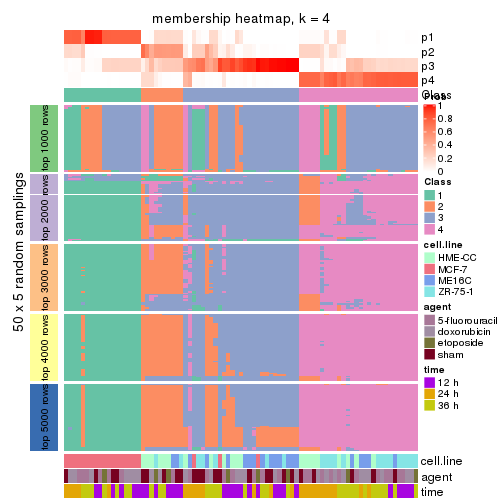 membership heatmap, k = 4
p1
p2
p3
p4
Class
Prob
1
0.8
0.6
0.4
0.2
0
Class
1
2
3
4
cell.line
HME-CC
MCF-7
ME16C
ZR-75-1
agent
5-fluorouracil
doxorubicin
etoposide
sham
time
12 h
24 h
36 h
50 x 5 random samplings
top 1000 rows
top 2000 rows
top 3000 rows
top 4000 rows
top 5000 rows
cell.line
agent
time